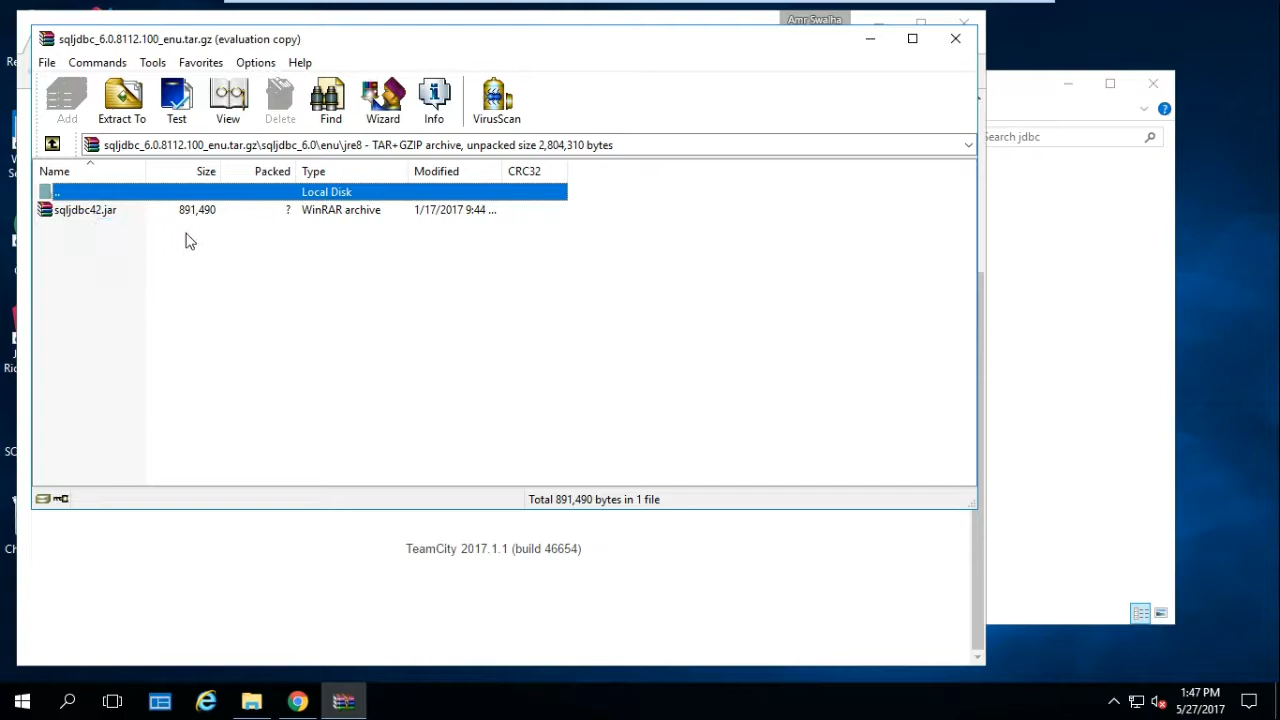 Amr Swalha
sqljdbc_6.0.8112.100_enu.tar.gz (evaluation copy)
File Commands Tools Favorites Options Help
Add Extract To Test View Delete Find Wizard Info VirusScan
sqljdbc_6.0.8112.100_enu.tar.gz\sqljdbc_6.0\enu\jre8 - TAR+GZIP archive, unpacked size 2,804,310 bytes
Search jdbc
Name Size Packed Type Modified CRC32
.. Local Disk
sqljdbc42.jar 891,490 ? WinRAR archive 1/17/2017 9:44 ...
Total 891,490 bytes in 1 file
TeamCity 2017.1.1 (build 46654)
1:47 PM
5/27/2017